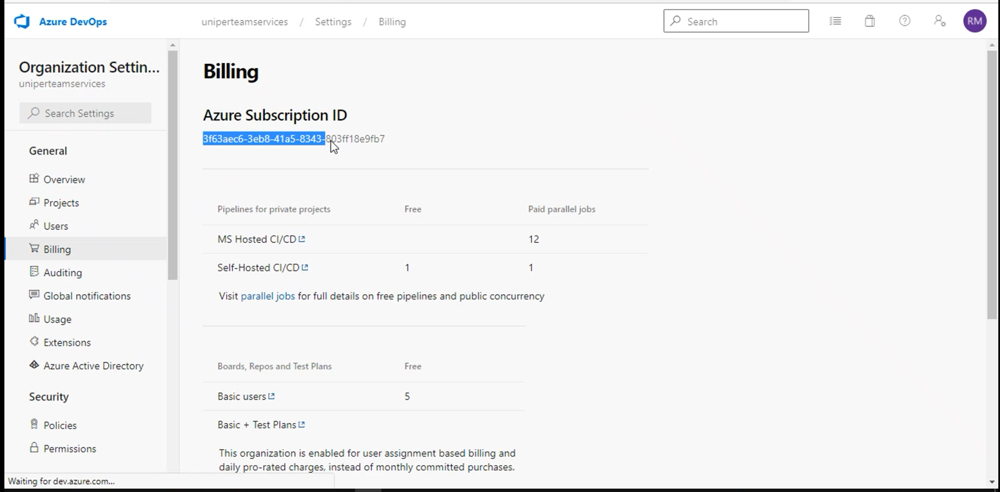 Azure DevOps
uniperteamservices / Settings / Billing
Search
RM
Organization Settin...
uniperteamservices
Search Settings
General
Overview
Projects
Users
Billing
Auditing
Global notifications
Usage
Extensions
Azure Active Directory
Security
Policies
Permissions
Billing
Azure Subscription ID
3f63aec6-3eb8-41a5-8343-803ff18e9fb7
Pipelines for private projects Free Paid parallel jobs
MS Hosted CI/CD 12
Self-Hosted CI/CD 1 1
Visit parallel jobs for full details on free pipelines and public concurrency
Boards, Repos and Test Plans Free
Basic users 5
Basic + Test Plans
This organization is enabled for user assignment based billing and
daily pro-rated charges, instead of monthly committed purchases.
Waiting for dev.azure.com...